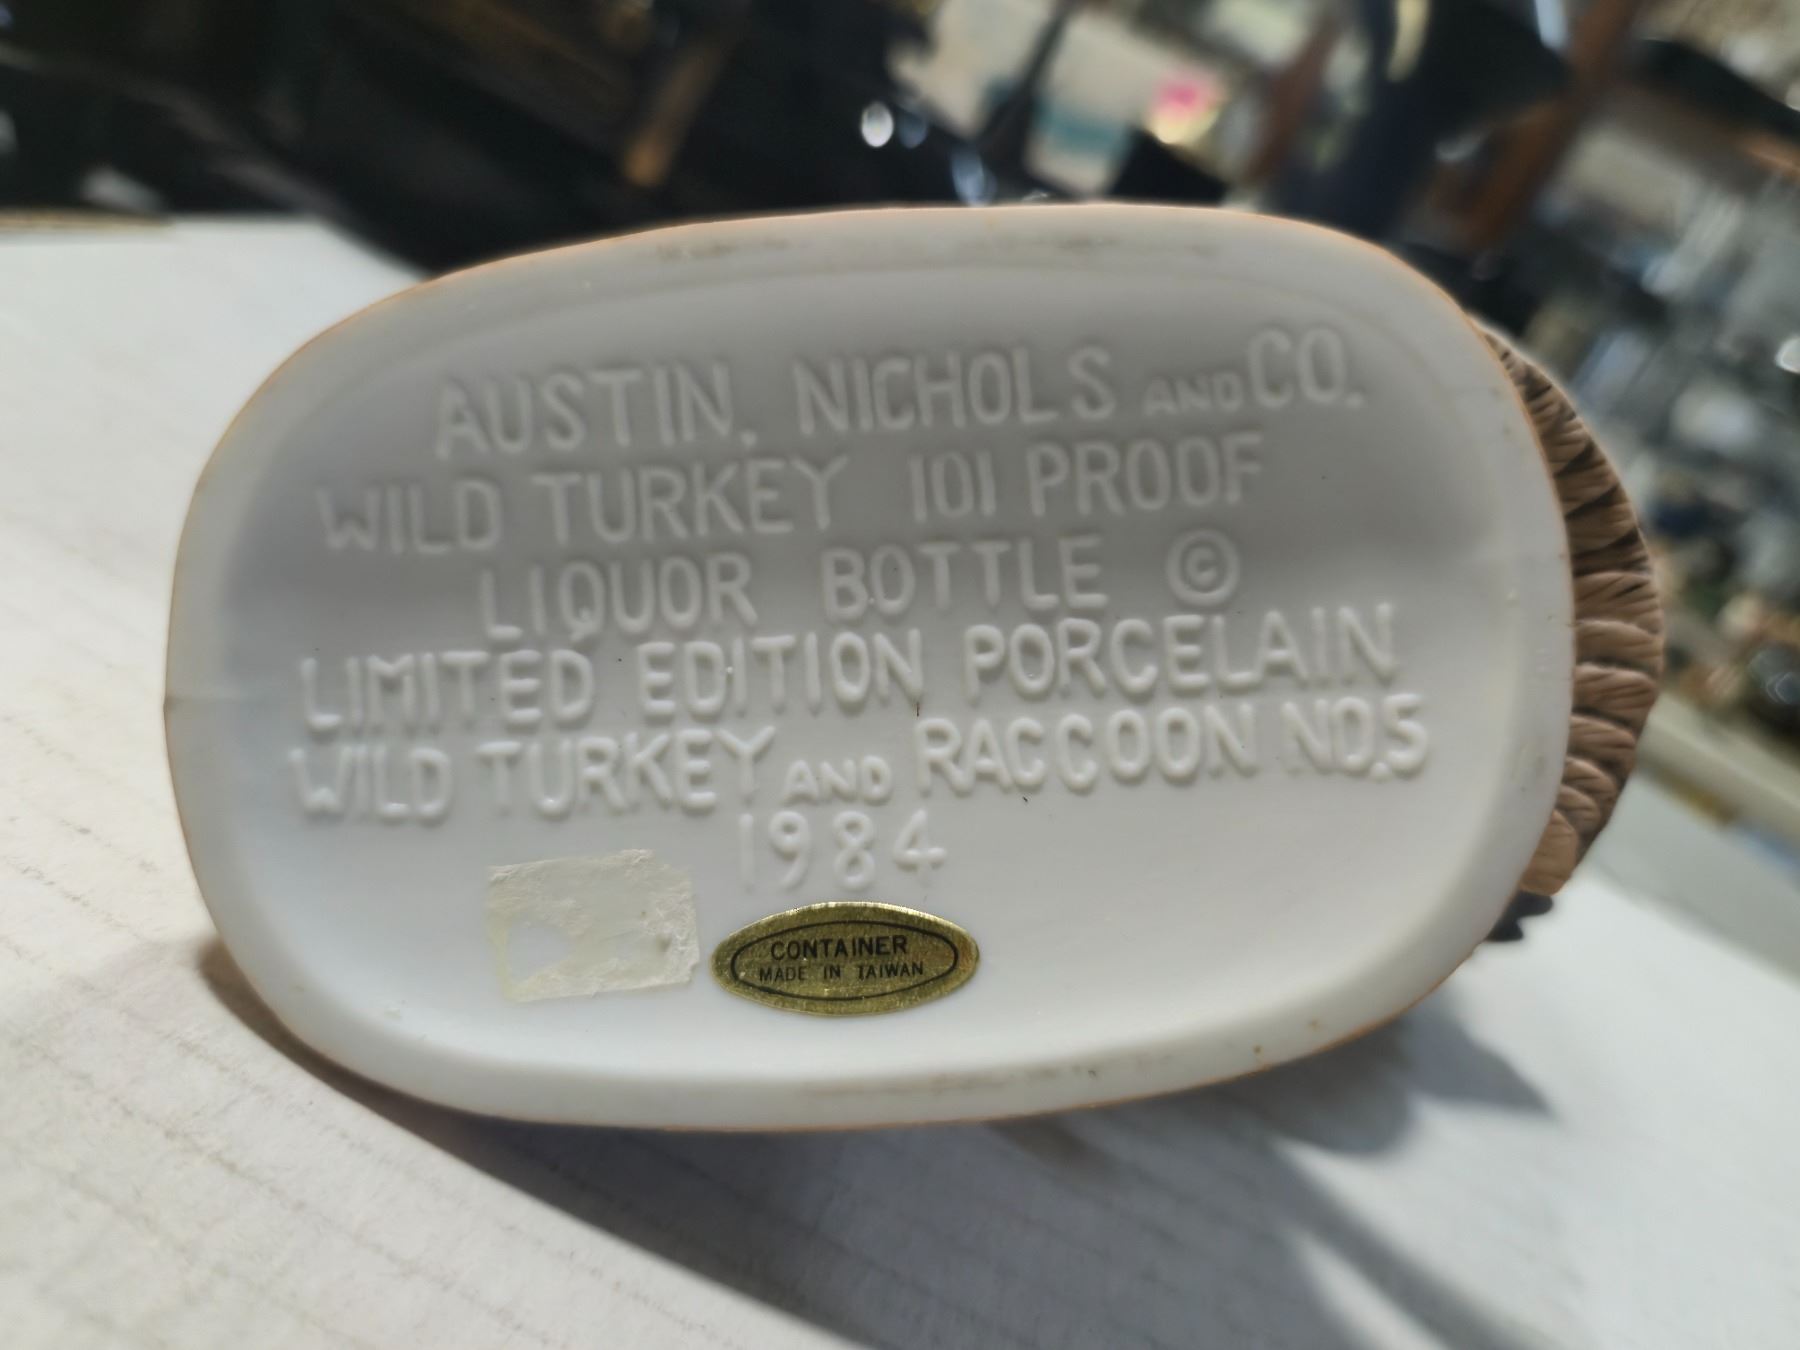 AUSTIN, NICHOLS AND CO.
WILD TURKEY 101 PROOF
LIQUOR BOTTLE ©
LIMITED EDITION PORCELAIN
WILD TURKEY AND RACCOON NO.5
1984
CONTAINER
MADE IN TAIWAN